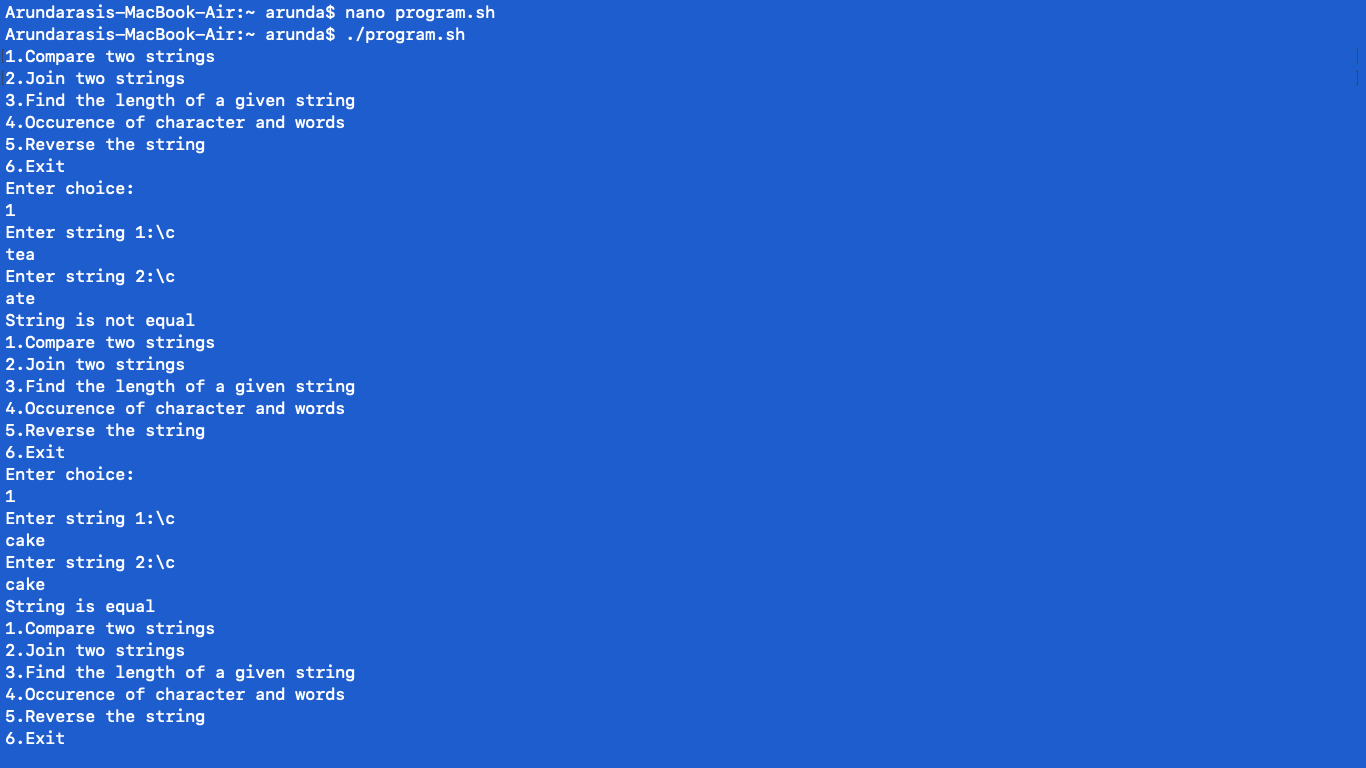 Arundarasis-MacBook-Air:~ arunda$ nano program.sh
Arundarasis-MacBook-Air:~ arunda$ ./program.sh
1.Compare two strings
2.Join two strings
3.Find the length of a given string
4.Occurence of character and words
5.Reverse the string
6.Exit
Enter choice:
1
Enter string 1:\c
tea
Enter string 2:\c
ate
String is not equal
1.Compare two strings
2.Join two strings
3.Find the length of a given string
4.Occurence of character and words
5.Reverse the string
6.Exit
Enter choice:
1
Enter string 1:\c
cake
Enter string 2:\c
cake
String is equal
1.Compare two strings
2.Join two strings
3.Find the length of a given string
4.Occurence of character and words
5.Reverse the string
6.Exit